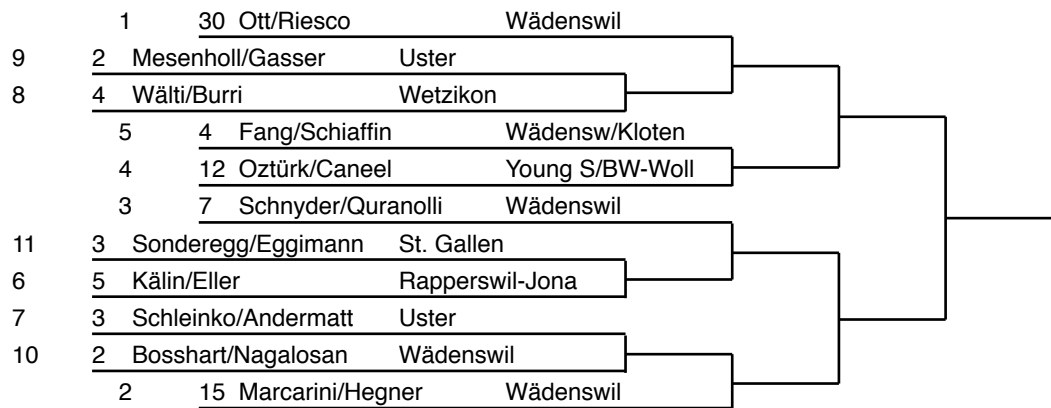 1 30 Ott/Riesco Wädenswil
9 2 Mesenholl/Gasser Uster
8 4 Wälti/Burri Wetzikon
5 4 Fang/Schiaffin Wädensw/Kloten
4 12 Oztürk/Caneel Young S/BW-Woll
3 7 Schnyder/Quranolli Wädenswil
11 3 Sonderegg/Eggimann St. Gallen
6 5 Kälin/Eller Rapperswil-Jona
7 3 Schleinko/Andermatt Uster
10 2 Bosshart/Nagalosan Wädenswil
2 15 Marcarini/Hegner Wädenswil